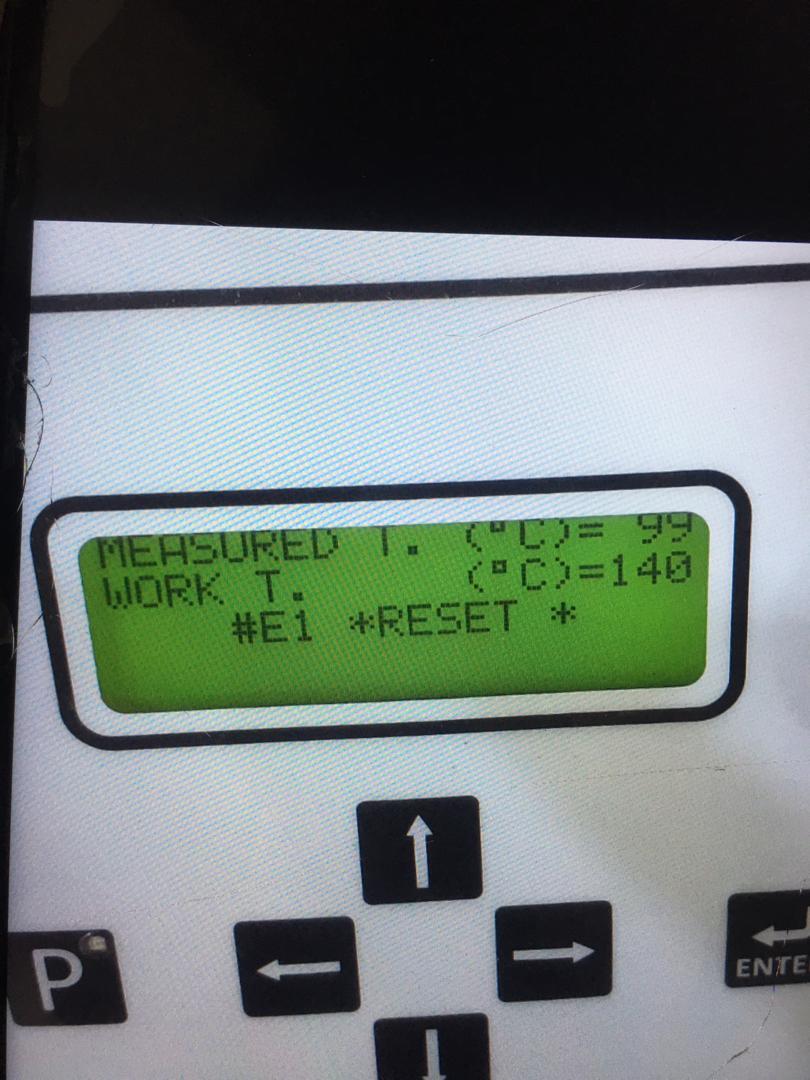 MEASURED T. (°C)= 99
WORK T. (°C)=140
#E1 *RESET *
P
ENTE